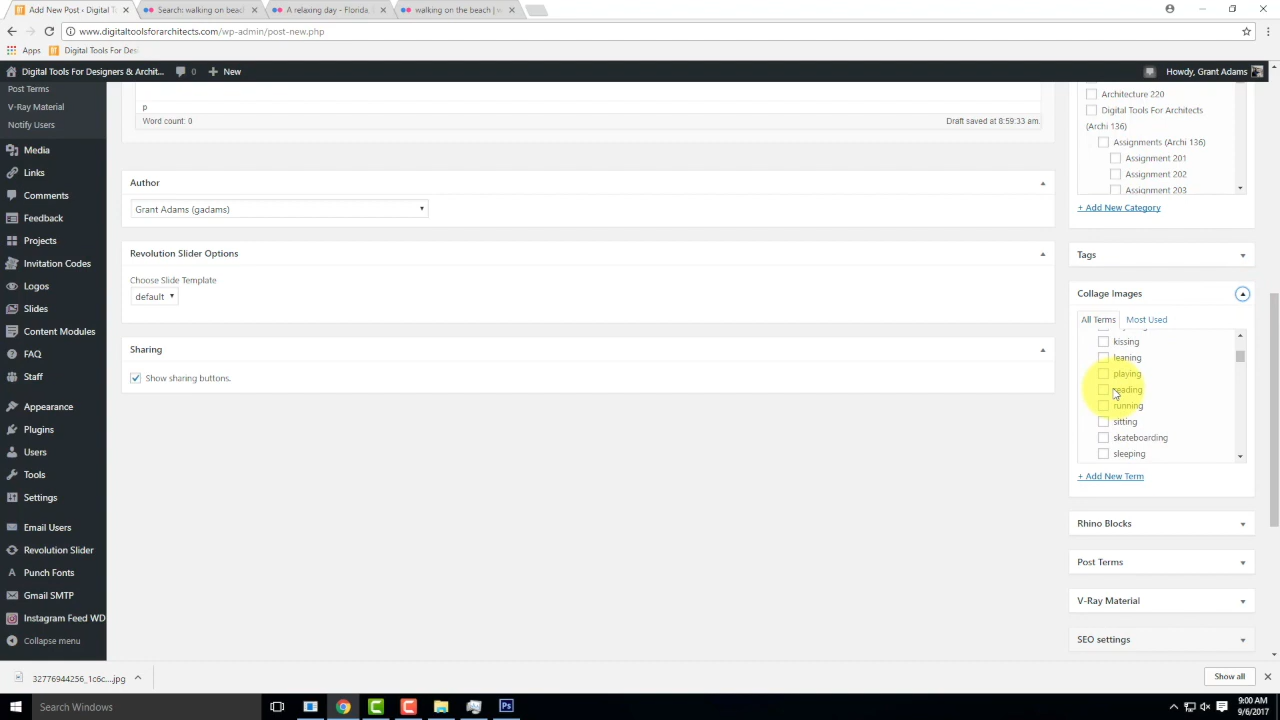 Add New Post ‹ Digital T
Search: walking on beac
A relaxing day - Florida,
walking on the beach | w
www.digitaltoolsforarchitects.com/wp-admin/post-new.php
Apps
Digital Tools For Des
Digital Tools For Designers & Archit...
0
New
Howdy, Grant Adams
Post Terms
V-Ray Material
Notify Users
Media
Links
Comments
Feedback
Projects
Invitation Codes
Logos
Slides
Content Modules
FAQ
Staff
Appearance
Plugins
Users
Tools
Settings
Email Users
Revolution Slider
Punch Fonts
Gmail SMTP
Instagram Feed WD
Collapse menu
p
Word count: 0
Draft saved at 8:59:33 am.
Author
Grant Adams (gadams)
Revolution Slider Options
Choose Slide Template
default
Sharing
Show sharing buttons.
Architecture 220
Digital Tools For Architects
(Archi 136)
Assignments (Archi 136)
Assignment 201
Assignment 202
Assignment 203
+ Add New Category
Tags
Collage Images
All Terms
Most Used
kissing
leaning
playing
reading
running
sitting
skateboarding
sleeping
+ Add New Term
Rhino Blocks
Post Terms
V-Ray Material
SEO settings
32776944256_1c6c....jpg
Show all
Search Windows
9:00 AM
9/6/2017